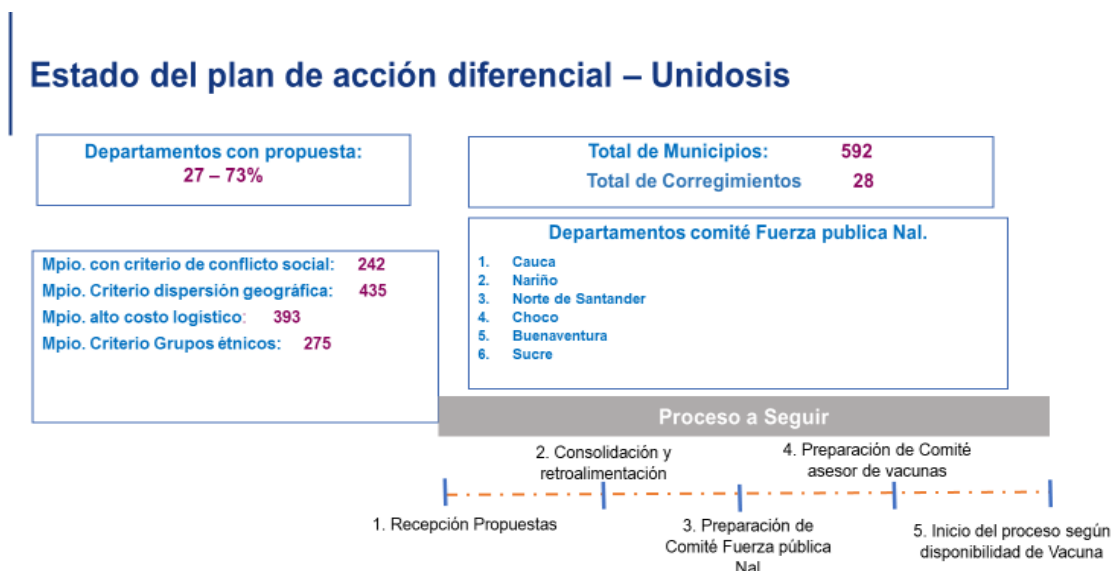 Estado del plan de acción diferencial – Unidosis
Departamentos con propuesta:
27 – 73%
Total de Municipios: 592
Total de Corregimientos 28
Mpio. con criterio de conflicto social: 242
Mpio. Criterio dispersión geográfica: 435
Mpio. alto costo logístico: 393
Mpio. Criterio Grupos étnicos: 275
Departamentos comité Fuerza publica Nal.
1. Cauca
2. Nariño
3. Norte de Santander
4. Choco
5. Buenaventura
6. Sucre
Proceso a Seguir
1. Recepción Propuestas
2. Consolidación y
retroalimentación
3. Preparación de
Comité Fuerza pública
Nal
4. Preparación de Comité
asesor de vacunas
5. Inicio del proceso según
disponibilidad de Vacuna